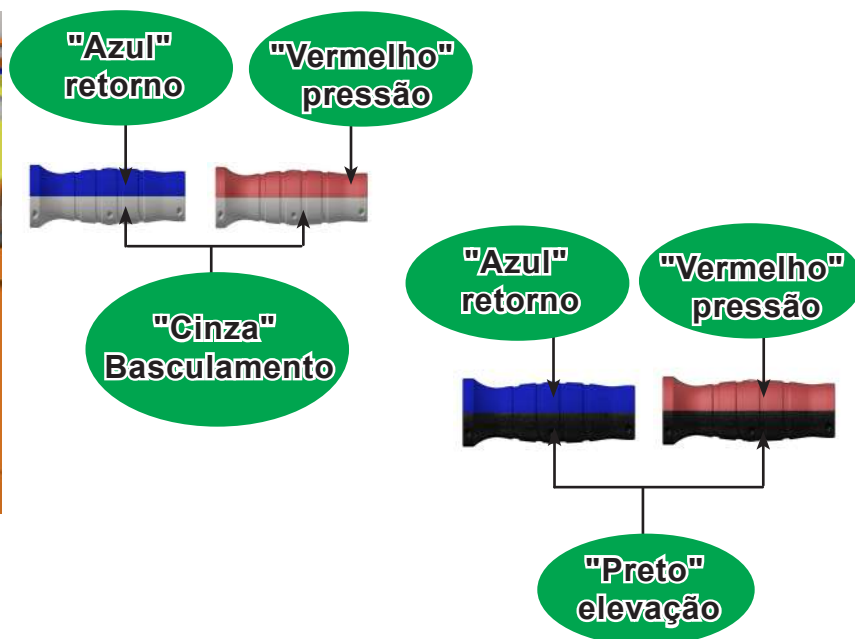 "Azul"
retorno
"Vermelho"
pressão
"Cinza"
Basculamento
"Azul"
retorno
"Vermelho"
pressão
"Preto"
elevação